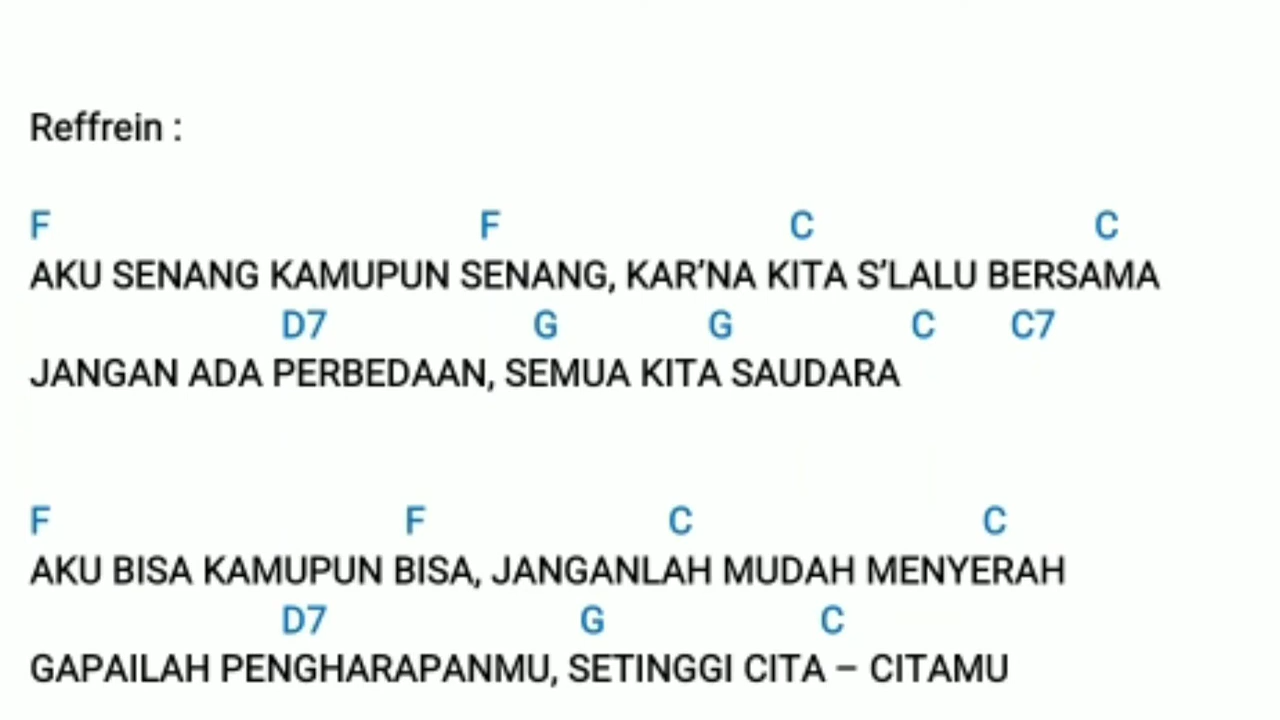 Reffrein :
F F C C
AKU SENANG KAMUPUN SENANG, KAR’NA KITA S’LALU BERSAMA
D7 G G C C7
JANGAN ADA PERBEDAAN, SEMUA KITA SAUDARA
F F C C
AKU BISA KAMUPUN BISA, JANGANLAH MUDAH MENYERAH
D7 G C
GAPAILAH PENGHARAPANMU, SETINGGI CITA – CITAMU